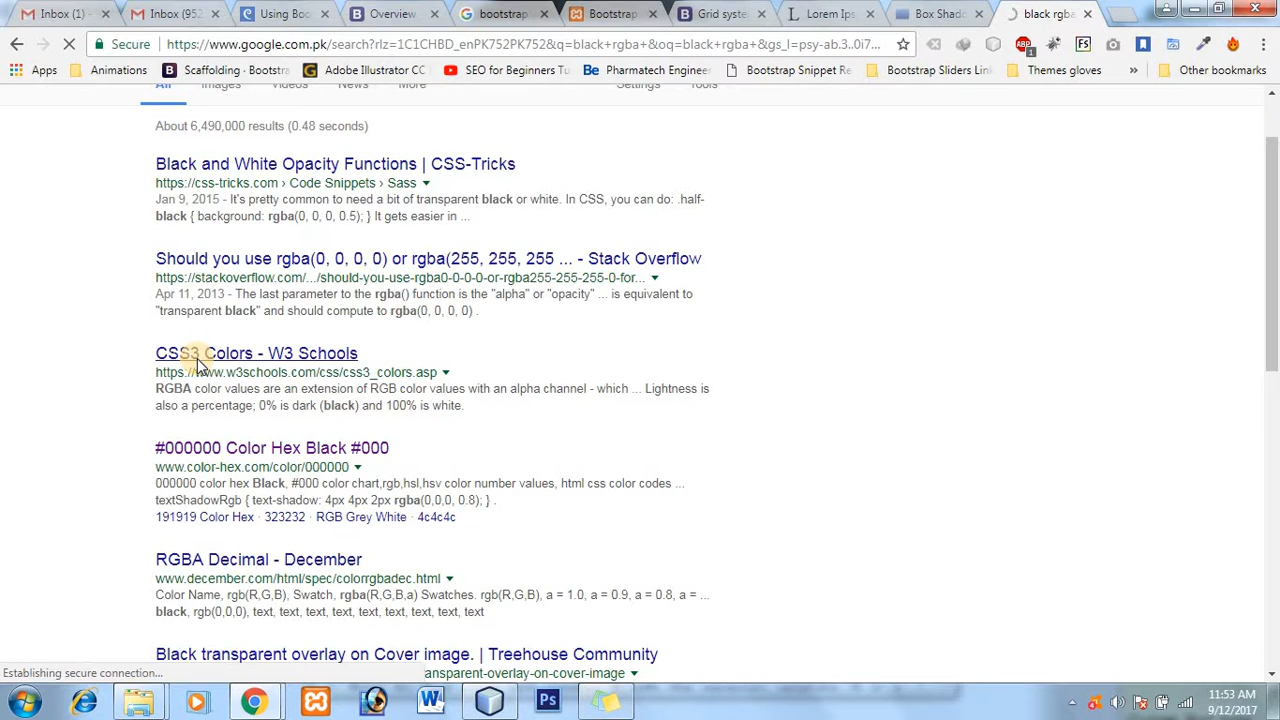 Inbox (1)
Inbox (952
Using Boo
Overview
bootstrap
Bootstrap
Grid system
Lorem Ips
Box Shado
black rgba
Secure
https://www.google.com.pk/search?rlz=1C1CHBD_enPK752PK752&q=black+rgba+&oq=black+rgba+&gs_l=psy-ab.3..0i7...
Apps
Animations
Scaffolding - Bootstra
Adobe Illustrator CC
SEO for Beginners Tu
Pharmatech Engineer
Bootstrap Snippet Re
Bootstrap Sliders Link
Themes gloves
Other bookmarks
All
Images
Videos
News
More
Settings
Tools
About 6,490,000 results (0.48 seconds)
Black and White Opacity Functions | CSS-Tricks
https://css-tricks.com › Code Snippets › Sass
Jan 9, 2015 - It's pretty common to need a bit of transparent black or white. In CSS, you can do: .half-
black { background: rgba(0, 0, 0, 0.5); } It gets easier in ...
Should you use rgba(0, 0, 0, 0) or rgba(255, 255, 255 ... - Stack Overflow
https://stackoverflow.com/.../should-you-use-rgba0-0-0-0-or-rgba255-255-255-0-for...
Apr 11, 2013 - The last parameter to the rgba() function is the "alpha" or "opacity" ... is equivalent to
"transparent black" and should compute to rgba(0, 0, 0, 0) .
CSS3 Colors - W3 Schools
https://www.w3schools.com/css/css3_colors.asp
RGBA color values are an extension of RGB color values with an alpha channel - which ... Lightness is
also a percentage; 0% is dark (black) and 100% is white.
#000000 Color Hex Black #000
www.color-hex.com/color/000000
000000 color hex Black, #000 color chart,rgb,hsl,hsv color number values, html css color codes ...
textShadowRgb { text-shadow: 4px 4px 2px rgba(0,0,0, 0.8); } .
191919 Color Hex · 323232 · RGB Grey White · 4c4c4c
RGBA Decimal - December
www.december.com/html/spec/colorrgbadec.html
Color Name, rgb(R,G,B), Swatch, rgba(R,G,B,a) Swatches. rgb(R,G,B), a = 1.0, a = 0.9, a = 0.8, a = ...
black, rgb(0,0,0), text, text, text, text, text, text, text, text
Black transparent overlay on Cover image. | Treehouse Community
ansparent-overlay-on-cover-image
Establishing secure connection...
11:53 AM
9/12/2017